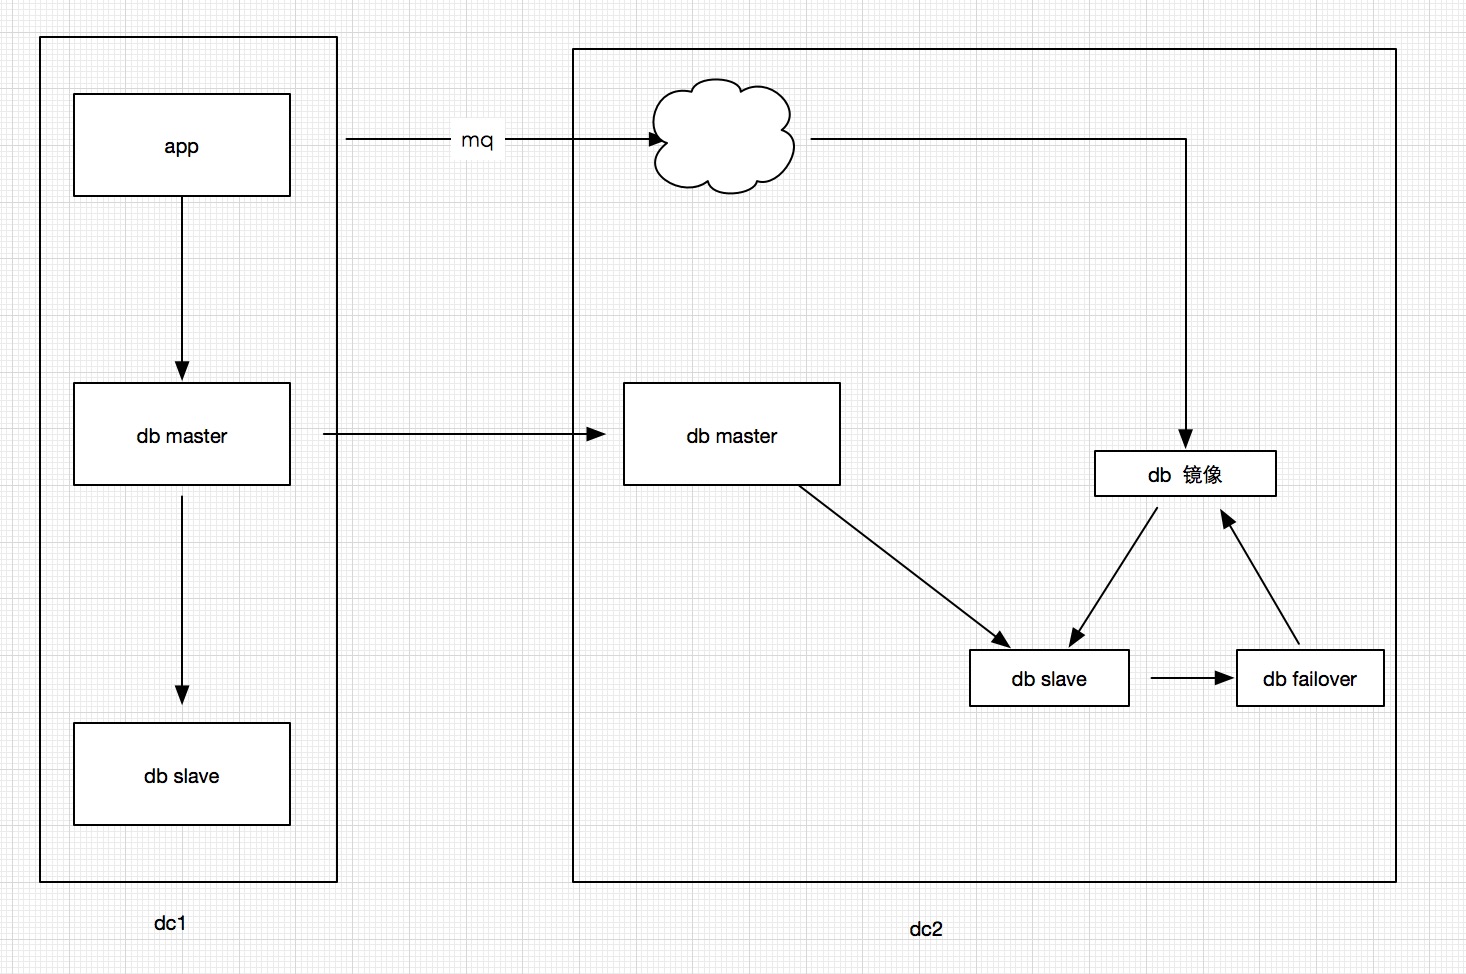 app
mq
db master
db master
db 镜像
db slave
db failover
db slave
dc1
dc2